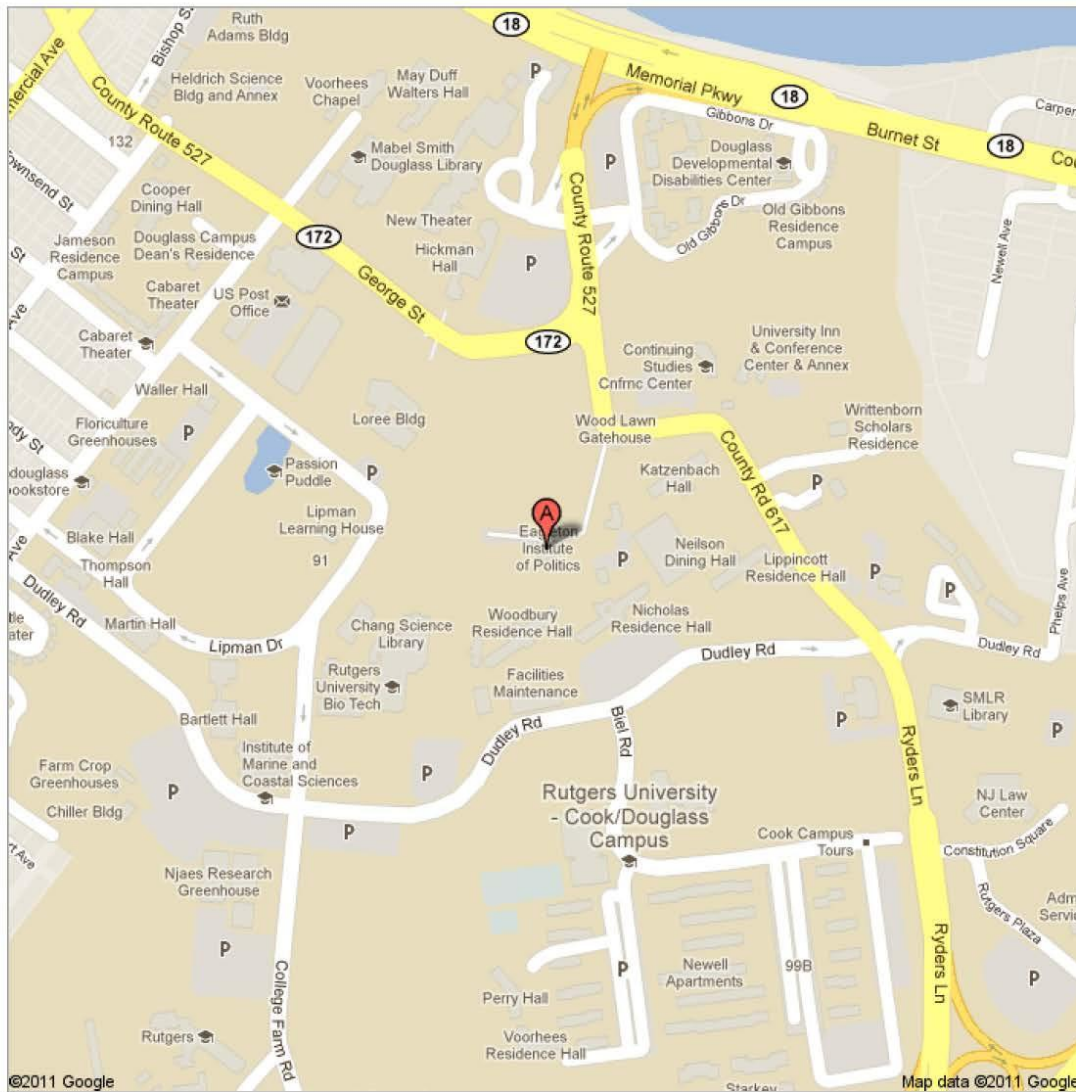 Ruth
Adams Bldg
18
Bishop St
Memorial Pkwy
18
Burnet St
18
County Route 527
Heldrich Science
Bldg and Annex
Voorhees
Chapel
May Duff
Walters Hall
P
Gibbons Dr
132
Mabel Smith
Douglass Library
P
Douglass
Developmental
Disabilities Center
Townsend St
Cooper
Dining Hall
New Theater
County Route 527
Old Gibbons Dr
Old Gibbons
Residence
Campus
Newell Ave
Jameson
Residence
Campus
Douglass Campus
Dean's Residence
172
Hickman
Hall
P
St
Cabaret
Theater
US Post
Office
George St
Ave
Cabaret
Theater
172
Continuing
Studies
Cnfrnc Center
University Inn
& Conference
Center & Annex
Waller Hall
Floriculture
Greenhouses
P
Loree Bldg
Wood Lawn
Gatehouse
Writtenborn
Scholars
Residence
County Rd 617
Passion
Puddle
P
Katzenbach
Hall
P
Lipman
Learning House
A
Eagleton
Institute
of Politics
P
Neilson
Dining Hall
Lippincott
Residence Hall
P
P
Blake Hall
Thompson
Hall
91
Ave
Dudley Rd
Martin Hall
Lipman Dr
Chang Science
Library
Woodbury
Residence Hall
Nicholas
Residence Hall
Dudley Rd
Dudley Rd
Phelps Ave
Rutgers
University
Bio Tech
Facilities
Maintenance
Bartlett Hall
Dudley Rd
Biel Rd
P
Ryders Ln
SMLR
Library
P
Institute of
Marine and
Coastal Sciences
Farm Crop
Greenhouses
P
P
Chiller Bldg
P
Rutgers University
- Cook/Douglass
Campus
Cook Campus
Tours
NJ Law
Center
Constitution Square
Njaes Research
Greenhouse
P
Rutgers Plaza
Newell
Apartments
99B
P
Ryders Ln
P
College Farm Rd
Perry Hall
Rutgers
Voorhees
Residence Hall
©2011 Google
Map data ©2011 Google